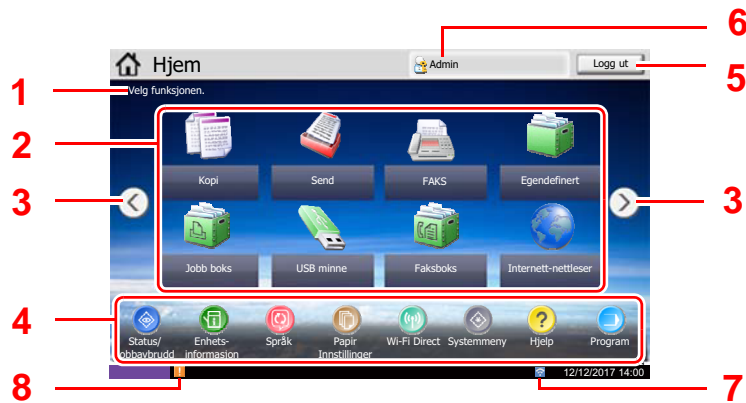 6
Hjem
Admin
Logg ut
5
1
Velg funksjonen.
2
Kopi
Send
FAKS
Egendefinert
3
3
Jobb boks
USB minne
Faksboks
Internett-nettleser
4
Status/
obbavbrudd
Enhets-
informasjon
Språk
Papir
Innstillinger
Wi-Fi Direct
Systemmeny
?
Hjelp
Program
8
!
7
12/12/2017 14:00